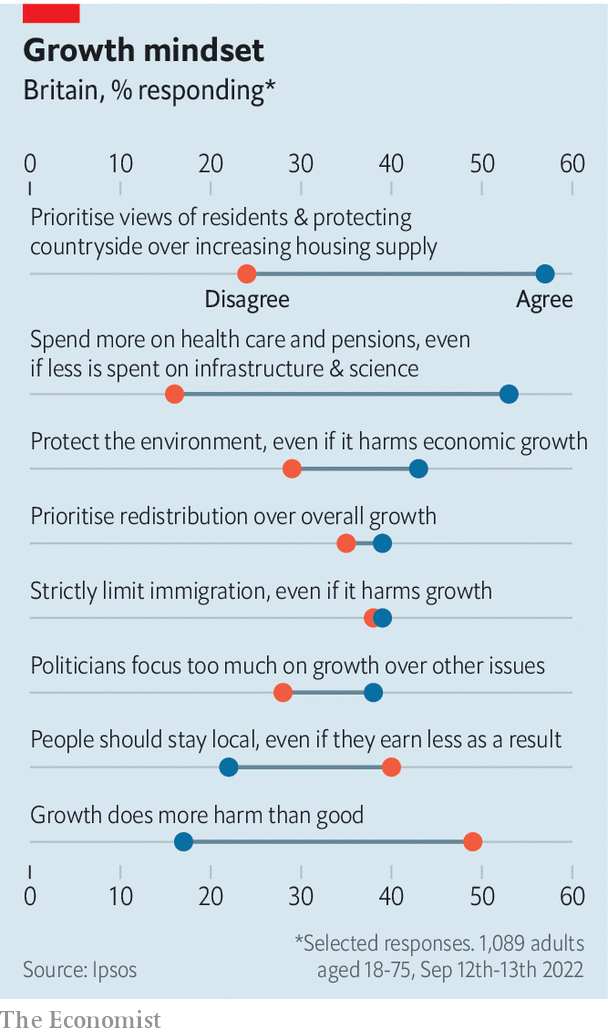 Growth mindset
Britain, % responding*
0 10 20 30 40 50 60
Prioritise views of residents & protecting
countryside over increasing housing supply
Disagree Agree
Spend more on health care and pensions, even
if less is spent on infrastructure & science
Protect the environment, even if it harms economic growth
Prioritise redistribution over overall growth
Strictly limit immigration, even if it harms growth
Politicians focus too much on growth over other issues
People should stay local, even if they earn less as a result
Growth does more harm than good
0 10 20 30 40 50 60
*Selected responses. 1,089 adults
Source: Ipsos aged 18-75, Sep 12th-13th 2022
The Economist